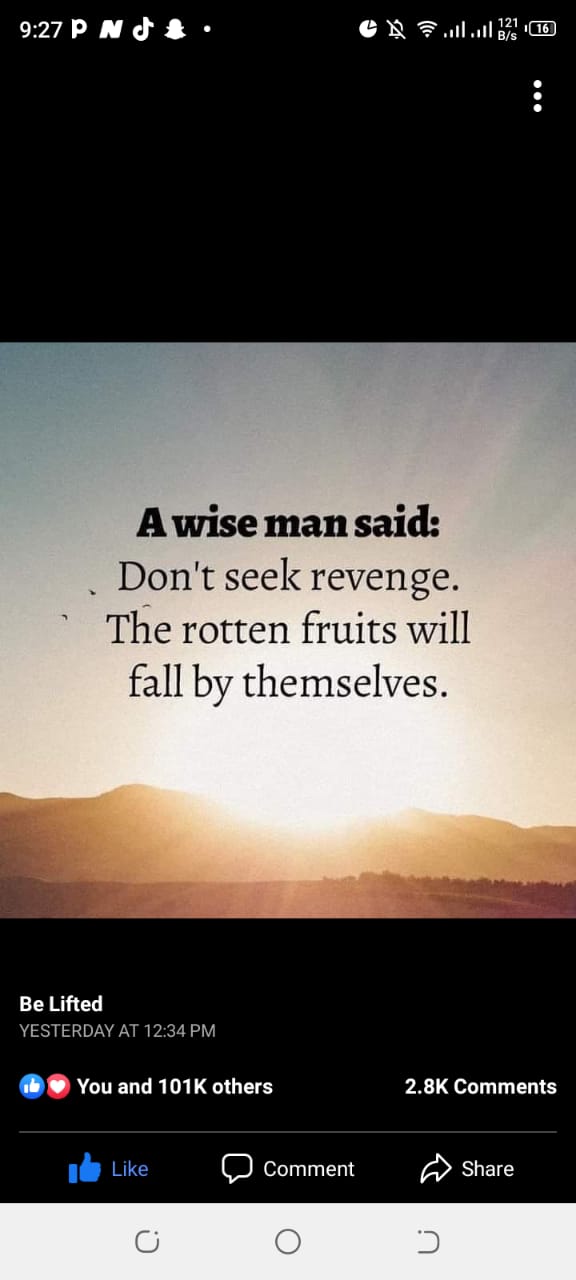 9:27
121
B/s
16
A wise man said:
Don't seek revenge.
The rotten fruits will
fall by themselves.
Be Lifted
YESTERDAY AT 12:34 PM
You and 101K others 2.8K Comments
Like Comment Share